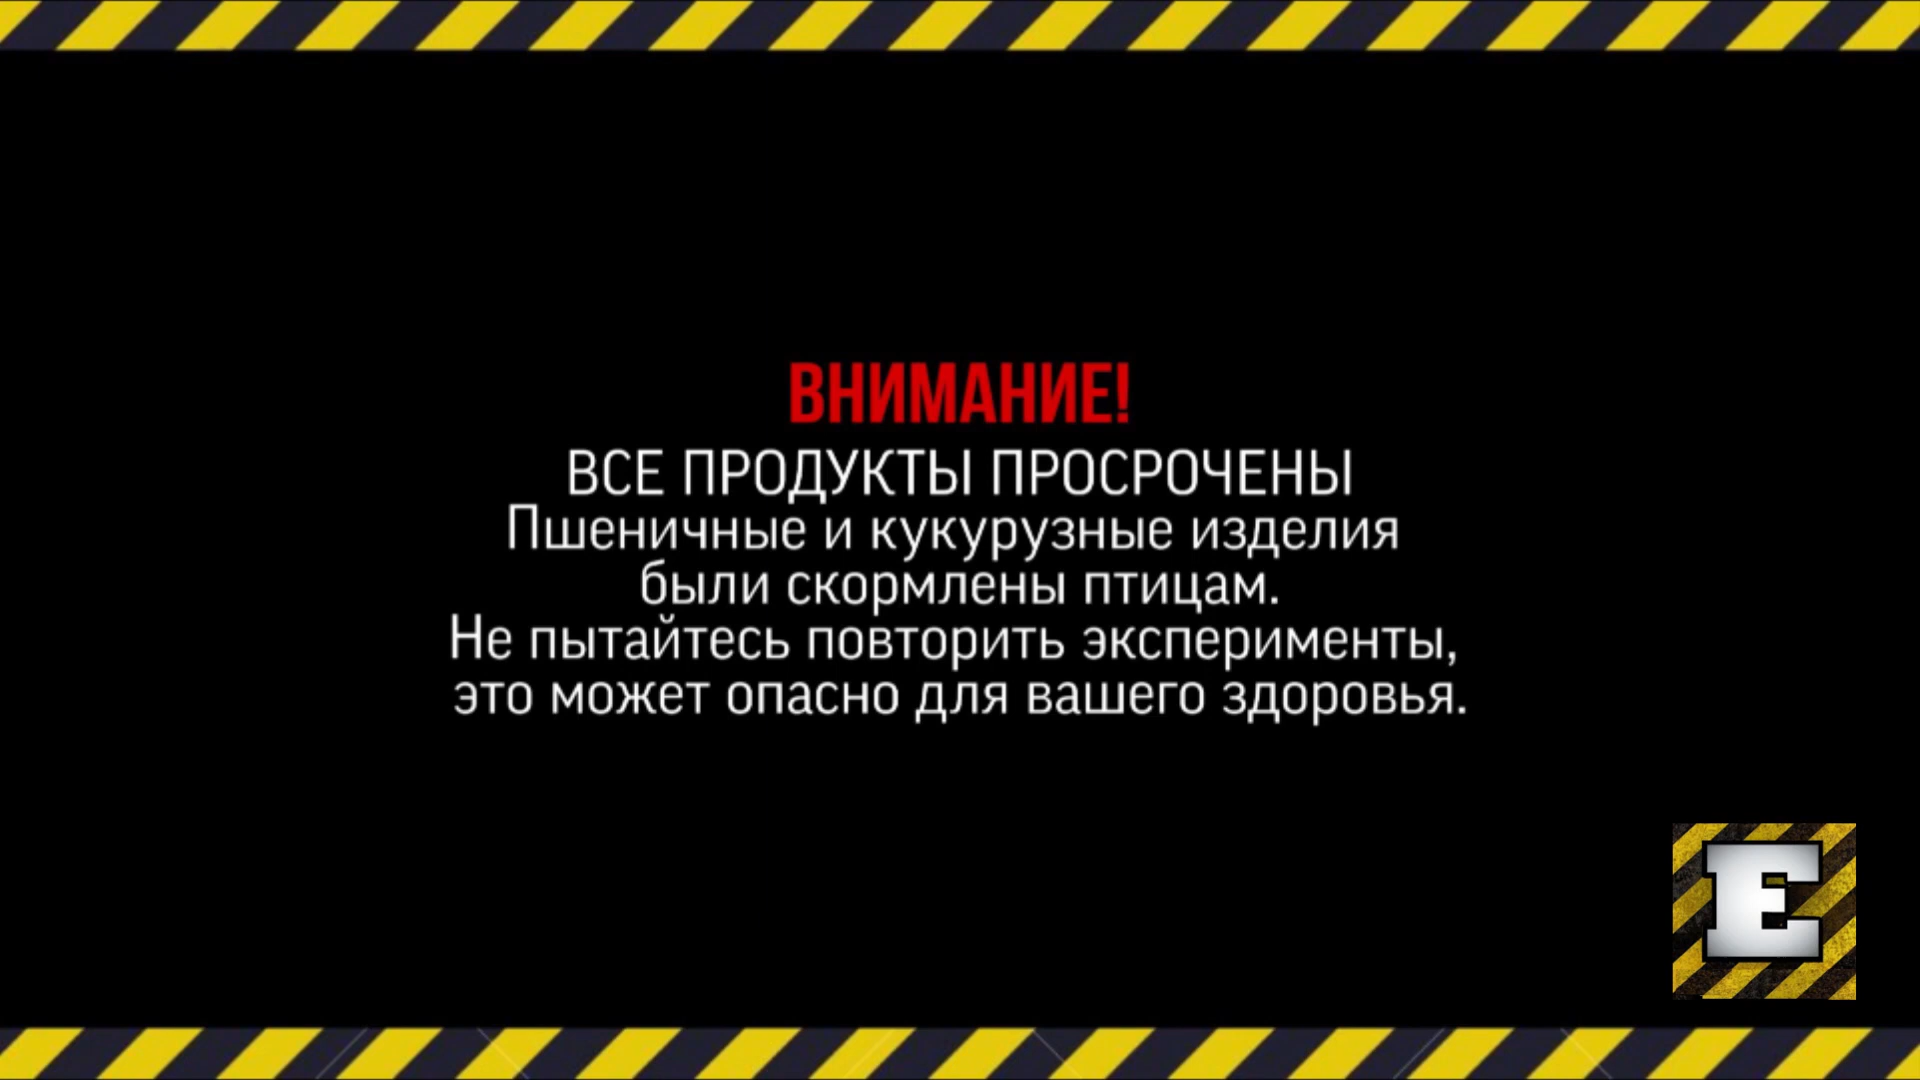 ВНИМАНИЕ!
ВСЕ ПРОДУКТЫ ПРОСРОЧЕНЫ
Пшеничные и кукурузные изделия
были скормлены птицам.
Не пытайтесь повторить эксперименты,
это может опасно для вашего здоровья.
E